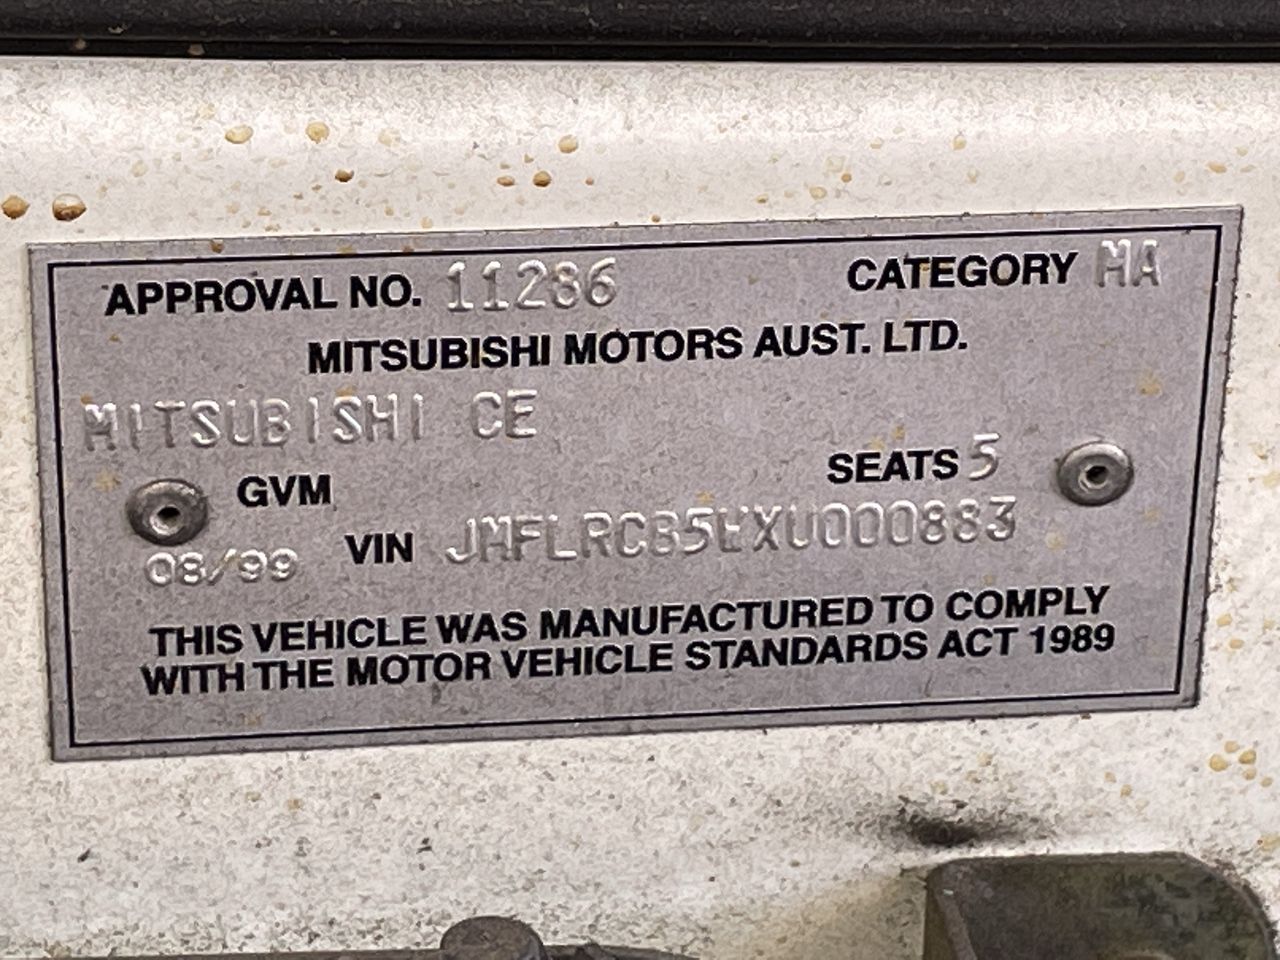 APPROVAL NO. 11286 CATEGORY MA
MITSUBISHI MOTORS AUST. LTD.
MITSUBISHI CE
SEATS 5
GVM
08/99 VIN JMFLRCB5WXU000883
THIS VEHICLE WAS MANUFACTURED TO COMPLY
WITH THE MOTOR VEHICLE STANDARDS ACT 1989